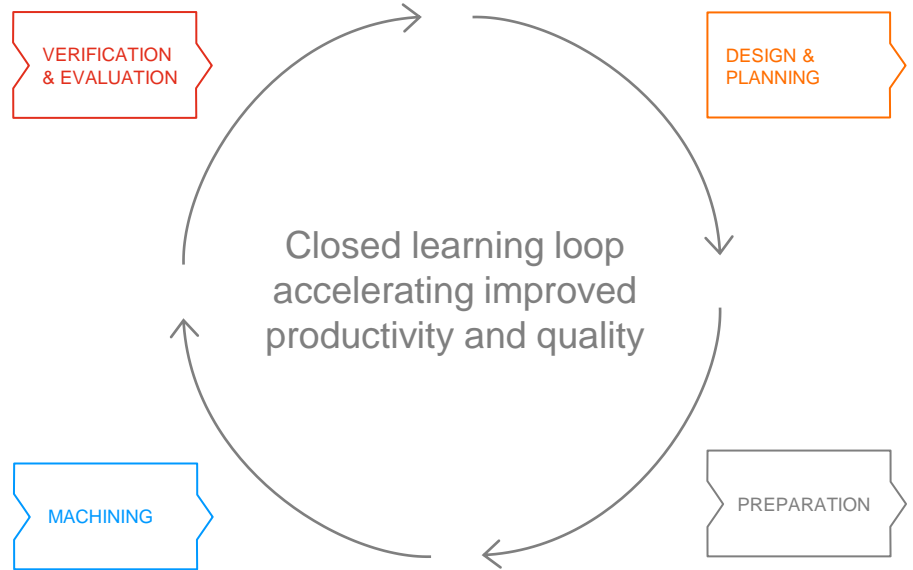 VERIFICATION
& EVALUATION
DESIGN &
PLANNING
Closed learning loop
accelerating improved
productivity and quality
MACHINING
PREPARATION